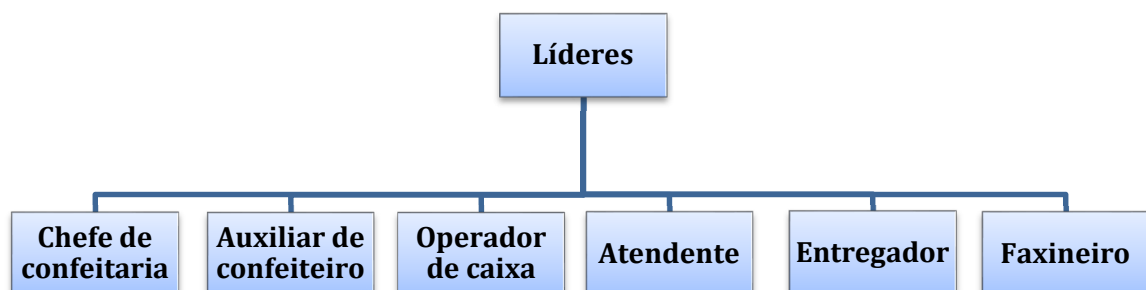 Líderes
Chefe de
confeitaria
Auxiliar de
confeiteiro
Operador
de caixa
Atendente
Entregador
Faxineiro